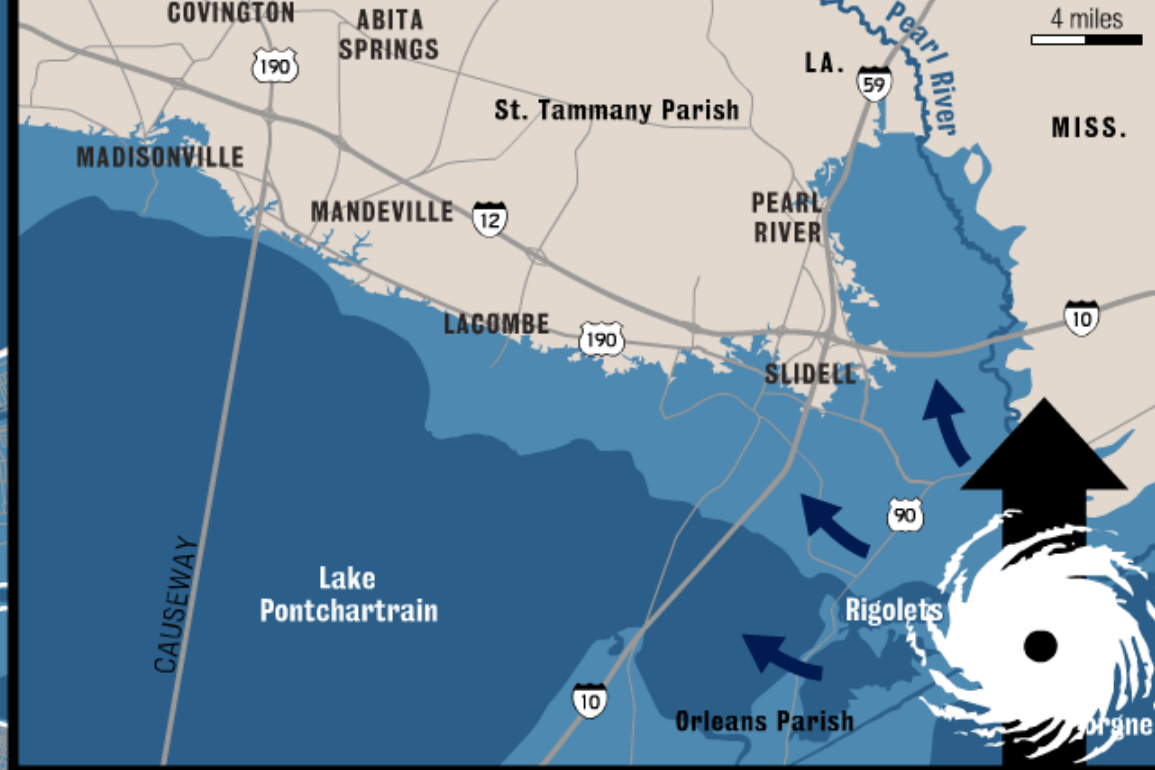 COVINGTON
ABITA
SPRINGS
190
4 miles
Pearl River
LA.
59
St. Tammany Parish
MISS.
MADISONVILLE
MANDEVILLE
12
PEARL
RIVER
10
LACOMBE
190
SLIDELL
90
CAUSEWAY
Lake
Pontchartrain
Rigolets
10
Orleans Parish